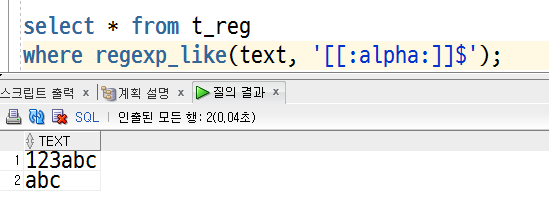 select * from t_reg
where regexp_like(text, '[[:alpha:]]$');
스크립트 출력 × 계획 설명 × 질의 결과 ×
SQL | 인출된 모든 행: 2(0,04초)
TEXT
1 123abc
2 abc